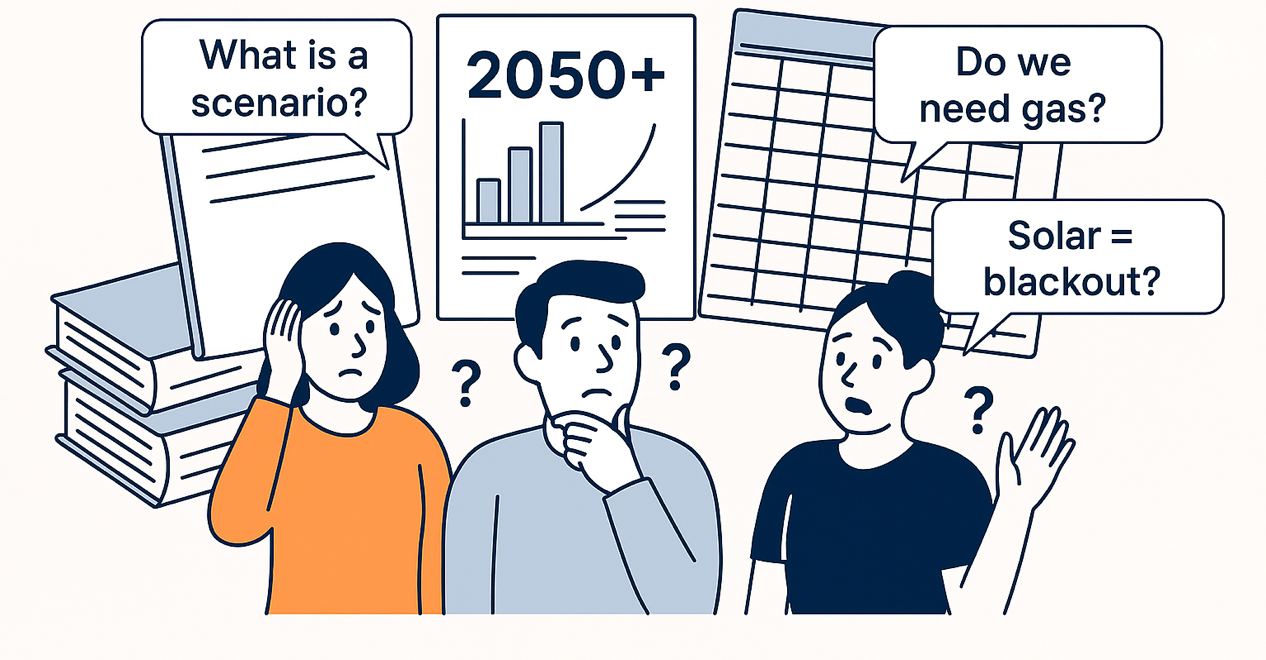 What is a
scenario?
2050+
Do we
need gas?
Solar =
blackout?
?
?
?